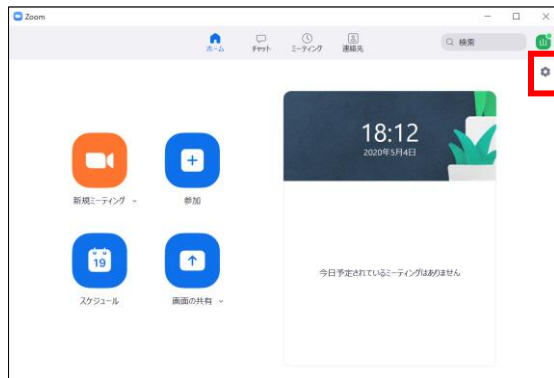 Zoom
ホーム
チャット
ミーティング
連絡先
検索
山
18:12
2020年5月4日
新規ミーティング
参加
19
スケジュール
画面の共有
今日予定されているミーティングはありません